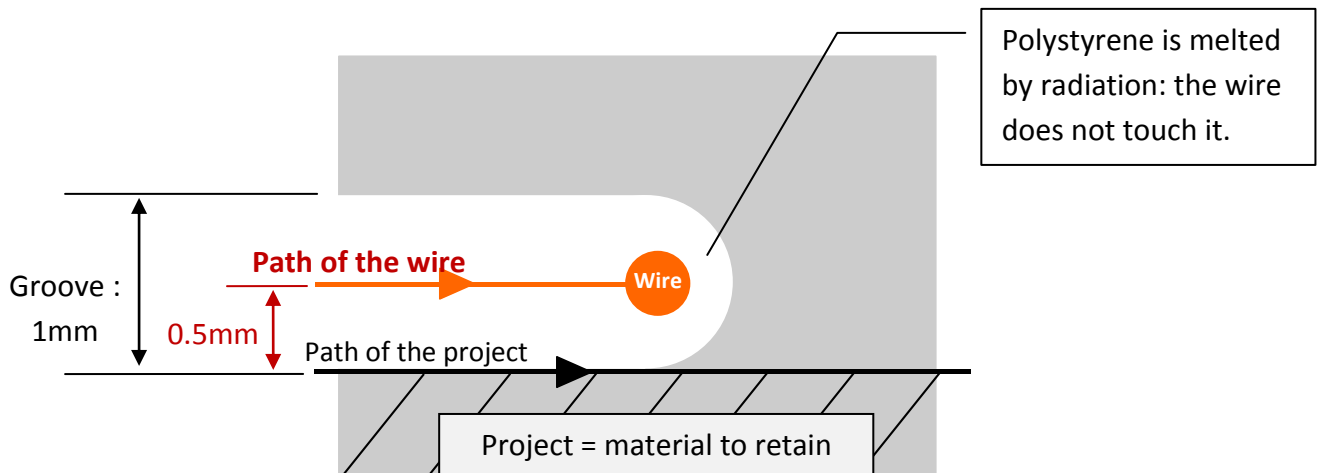 Polystyrene is melted
by radiation: the wire
does not touch it.
Path of the wire
Wire
Groove :
1mm
0.5mm
Path of the project
Project = material to retain